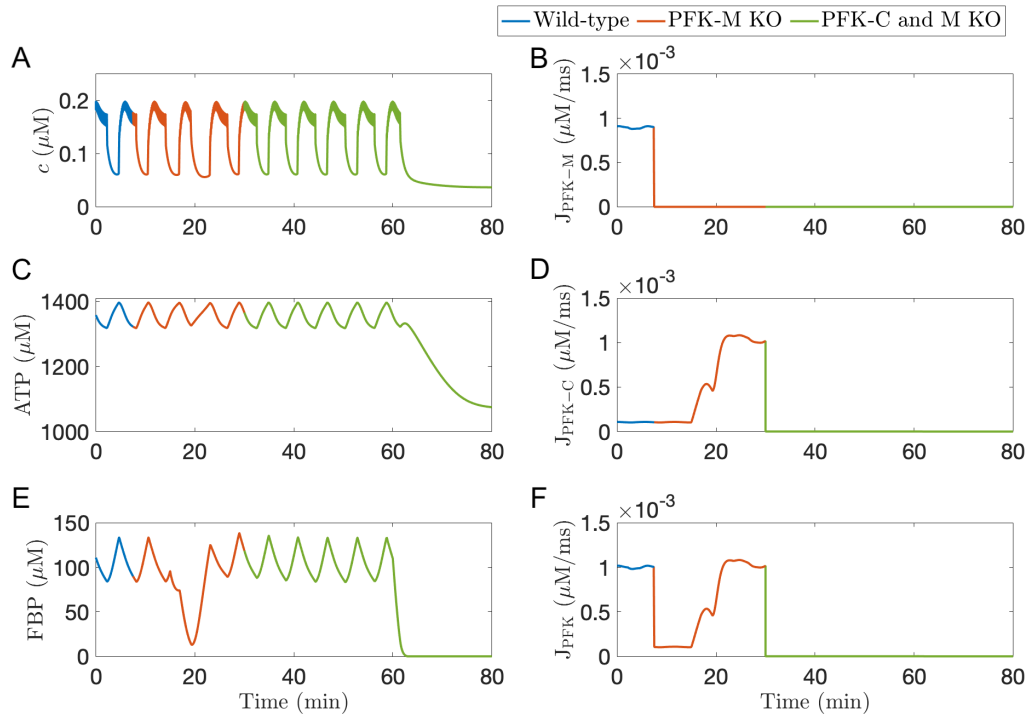 Wild-type PFK-M KO PFK-C and M KO
A
c (μM)
0.2
0.1
0
0 20 40 60 80
B
×10⁻³
J_PFK−M (μM/ms)
1.5
1
0.5
0
0 20 40 60 80
C
ATP (μM)
1400
1200
1000
0 20 40 60 80
D
×10⁻³
J_PFK−C (μM/ms)
1.5
1
0.5
0
0 20 40 60 80
E
FBP (μM)
150
100
50
0
0 20 40 60 80
Time (min)
F
×10⁻³
J_PFK (μM/ms)
1.5
1
0.5
0
0 20 40 60 80
Time (min)